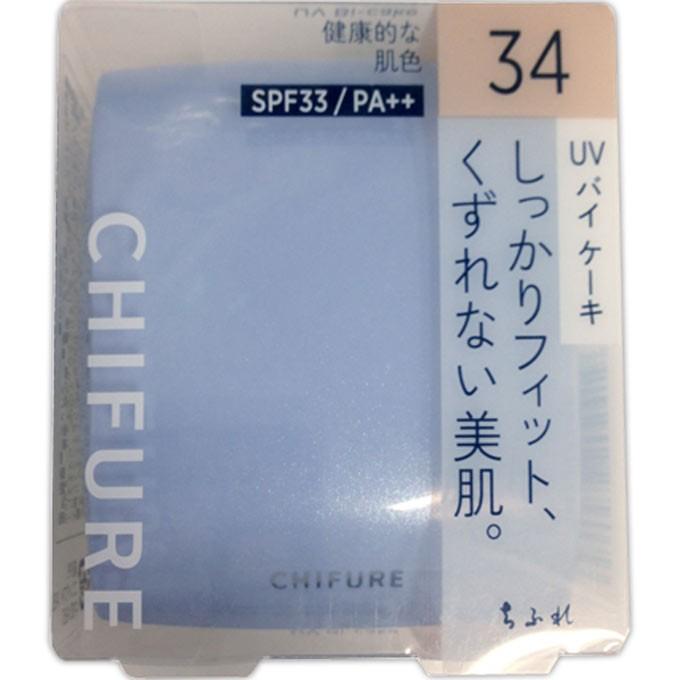 健康的な
肌色
SPF33/PA++
34
UV バイ ケーキ
しっかりフィット、
くずれない美肌。
CHIFURE
CHIFURE
ちふれ